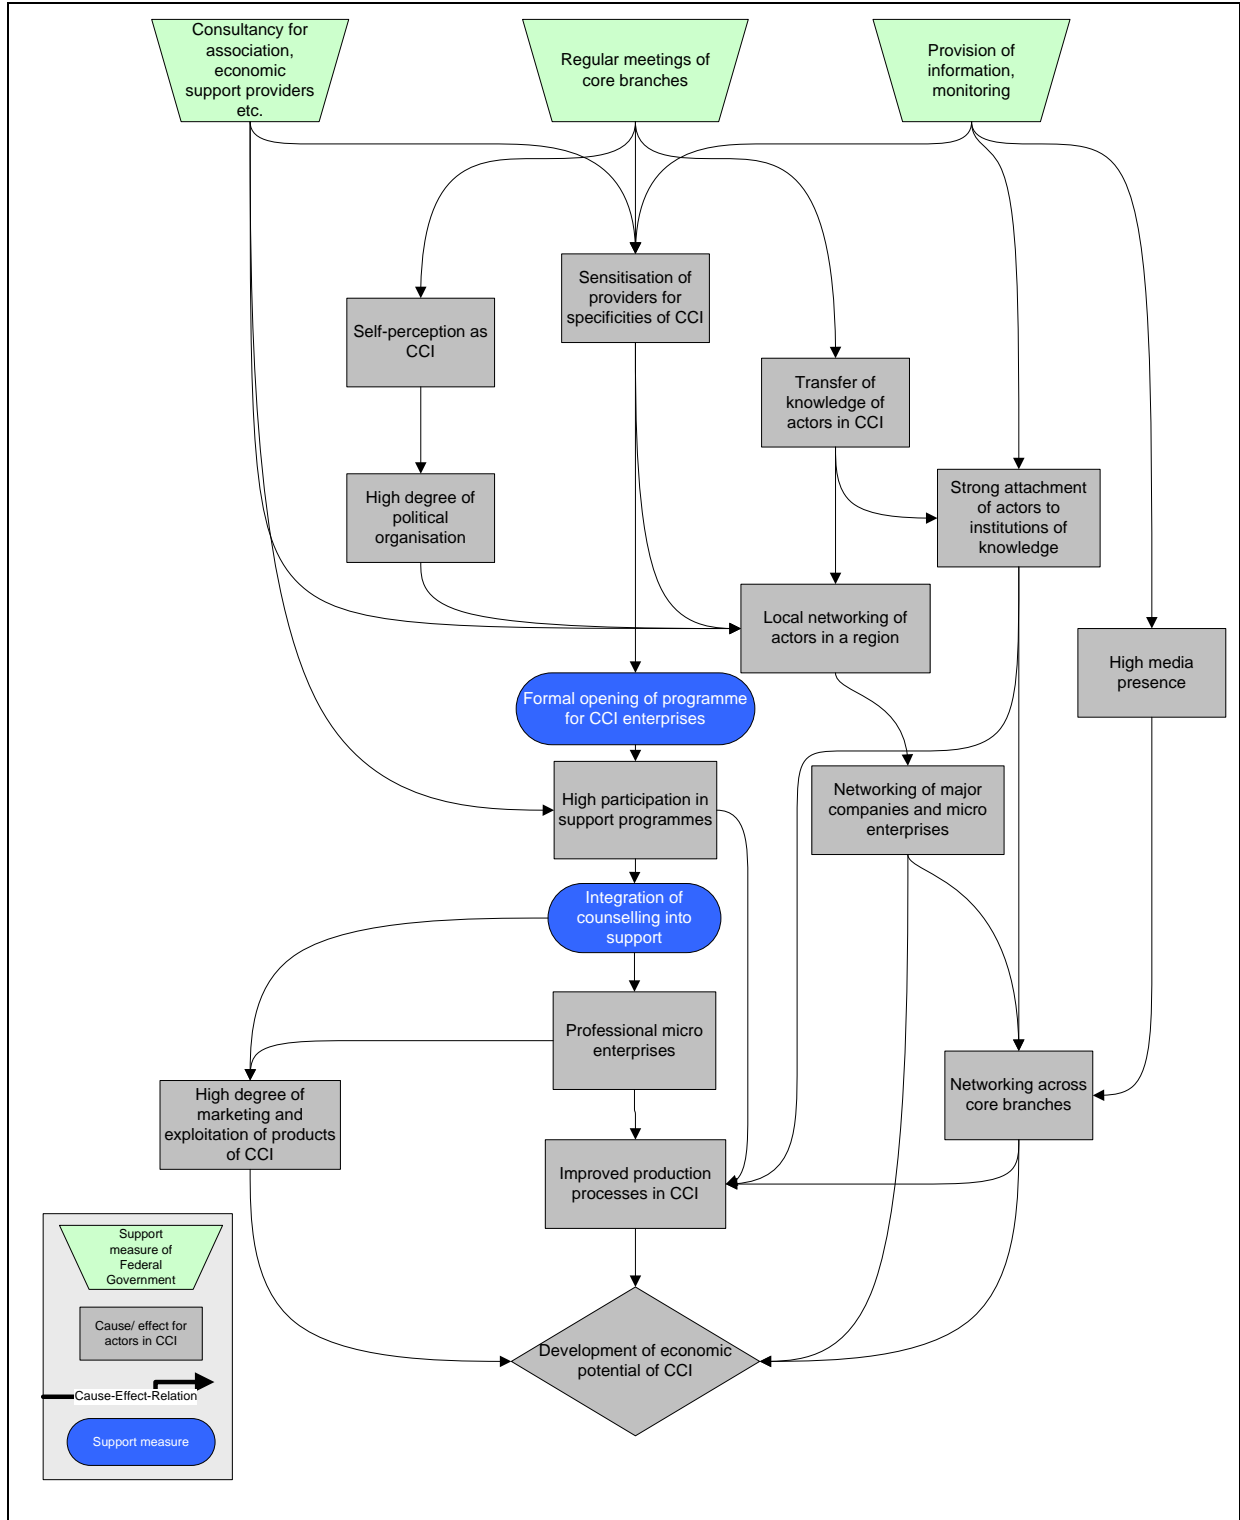 Consultancy for
association,
economic
support providers
etc.
Regular meetings of
core branches
Provision of
information,
monitoring
Sensitisation of
providers for
specificities of CCI
Self-perception as
CCI
Transfer of
knowledge of
actors in CCI
High degree of
political
organisation
Strong attachment
of actors to
institutions of
knowledge
Local networking of
actors in a region
High media
presence
Formal opening of programme
for CCI enterprises
High participation in
support programmes
Networking of major
companies and micro
enterprises
Integration of
counselling into
support
Professional micro
enterprises
Networking across
core branches
High degree of
marketing and
exploitation of products
of CCI
Improved production
processes in CCI
Development of economic
potential of CCI
Support
measure of
Federal
Government
Cause/ effect for
actors in CCI
Cause-Effect-Relation
Support measure